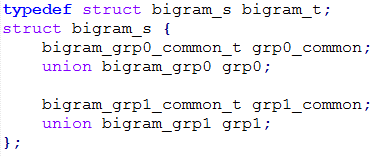 typedef struct bigram_s bigram_t;
struct bigram_s {
    bigram_grp0_common_t grp0_common;
    union bigram_grp0 grp0;

    bigram_grp1_common_t grp1_common;
    union bigram_grp1 grp1;
};